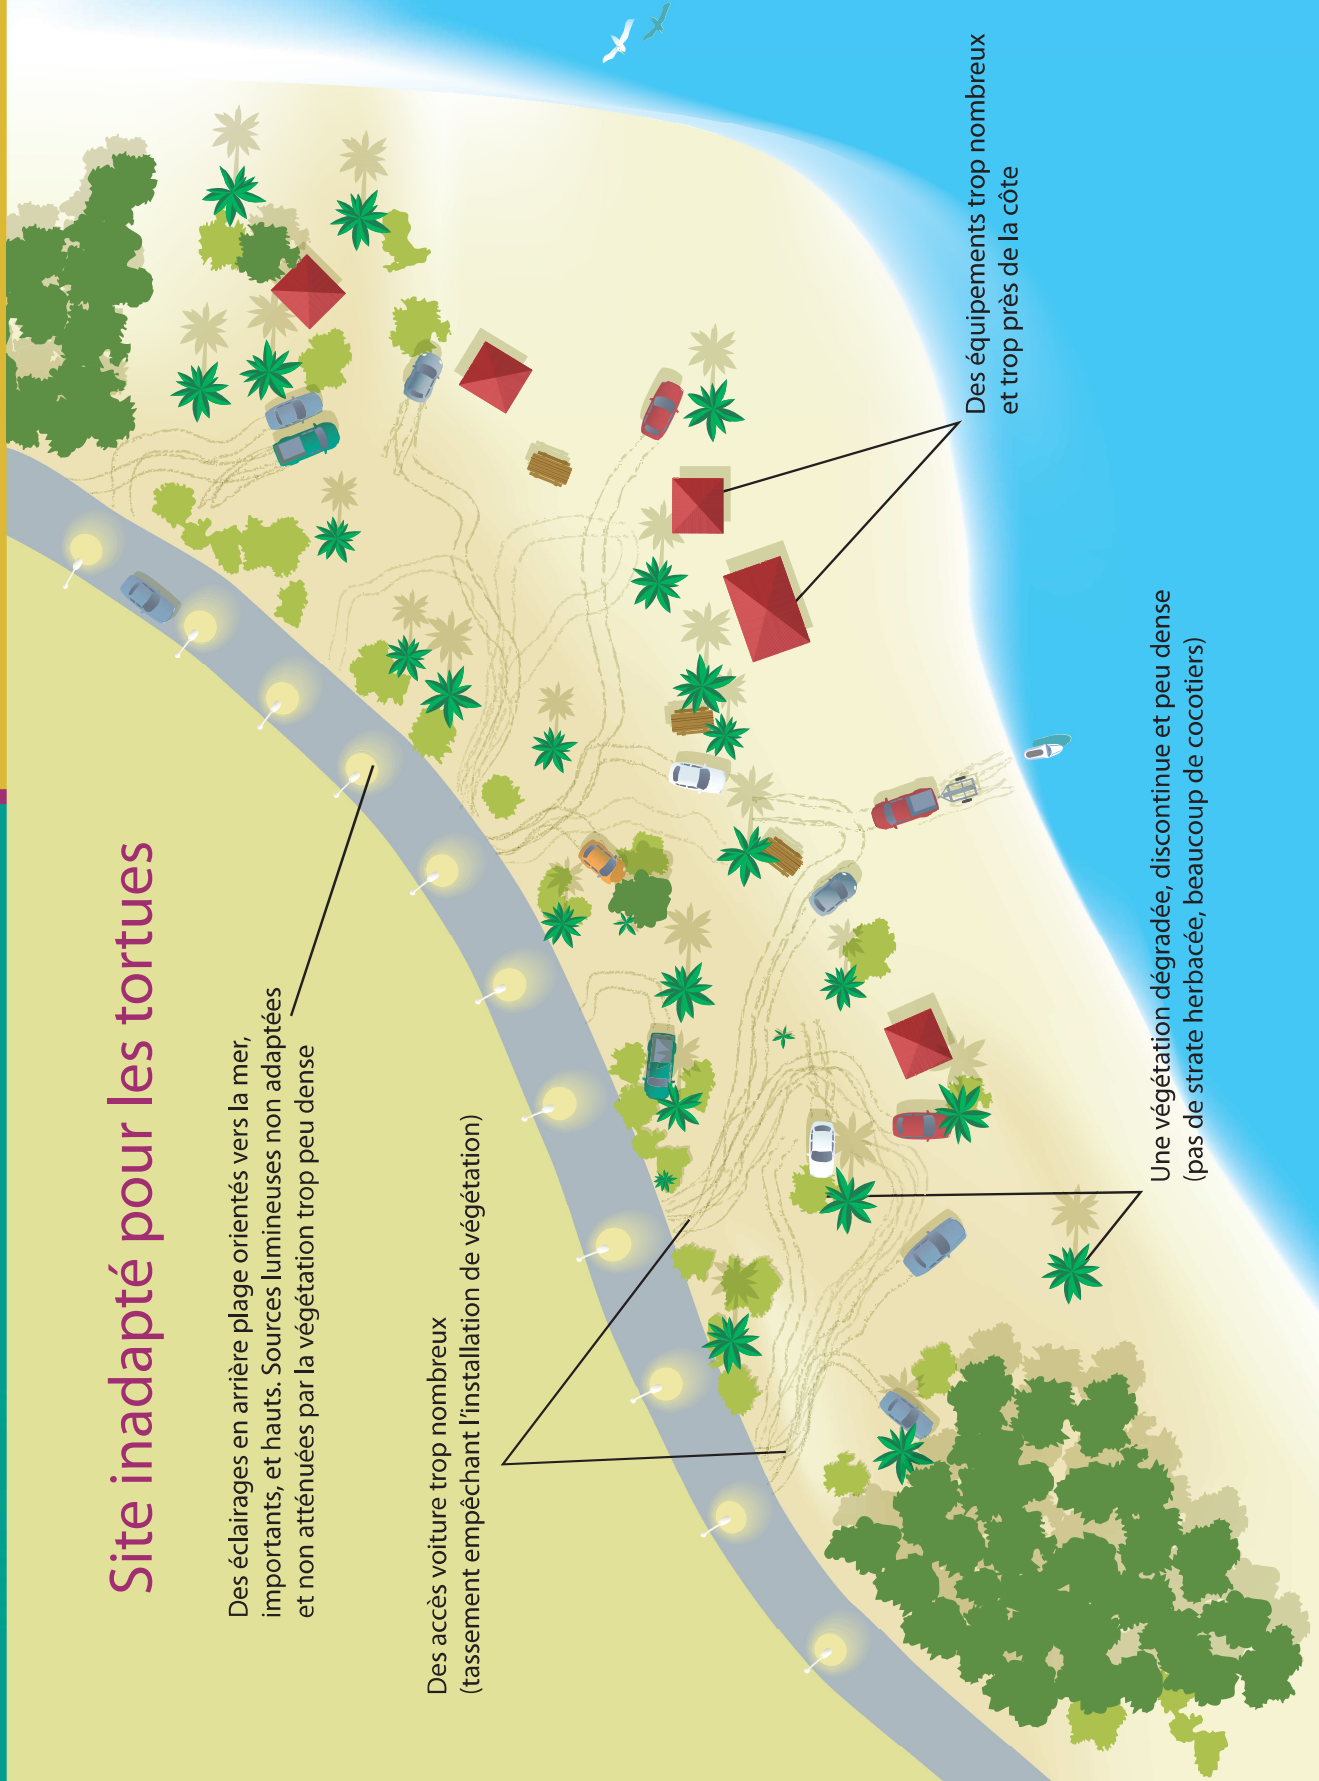 Site inadapté pour les tortues
Des éclairages en arrière plage orientés vers la mer,
importants, et hauts. Sources lumineuses non adaptées
et non atténuées par la végétation trop peu dense
Des accès voiture trop nombreux
(tassement empêchant l'installation de végétation)
Des équipements trop nombreux
et trop près de la côte
Une végétation dégradée, discontinue et peu dense
(pas de strate herbacée, beaucoup de cocotiers)